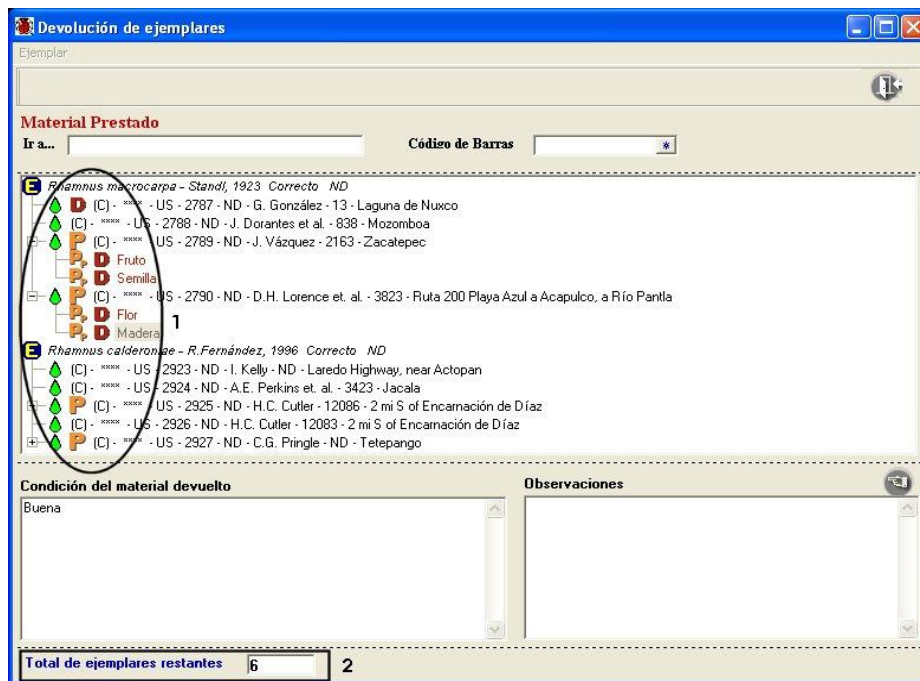 Devolución de ejemplares
Ejemplar
Material Prestado
Ir a...
Código de Barras
*
E Rhamnus macrocarpa - Standl, 1923 Correcto ND
D (C) - **** - US - 2787 - ND - G. González - 13 - Laguna de Nuxco
(C) - **** - US - 2788 - ND - J. Dorantes et al. - 838 - Mozomboa
P (C) - **** - US - 2789 - ND - J. Vázquez - 2163 - Zacatepec
Pp D Fruto
Pp D Semilla
P (C) - **** - US - 2790 - ND - D.H. Lorence et. al. - 3823 - Ruta 200 Playa Azul a Acapulco, a Río Pantla
Pp D Flor
1
Pp D Madera
E Rhamnus calderoniae - R.Fernández, 1996 Correcto ND
(C) - **** - US - 2923 - ND - I. Kelly - ND - Laredo Highway, near Actopan
(C) - **** - US - 2924 - ND - A.E. Perkins et. al. - 3423 - Jacala
P (C) - **** - US - 2925 - ND - H.C. Cutler - 12086 - 2 mi S of Encarnación de Díaz
(C) - **** - US - 2926 - ND - H.C. Cutler - 12083 - 2 mi S of Encarnación de Díaz
P (C) - **** - US - 2927 - ND - C.G. Pringle - ND - Tetepango
Condición del material devuelto
Observaciones
Buena
Total de ejemplares restantes 6 2